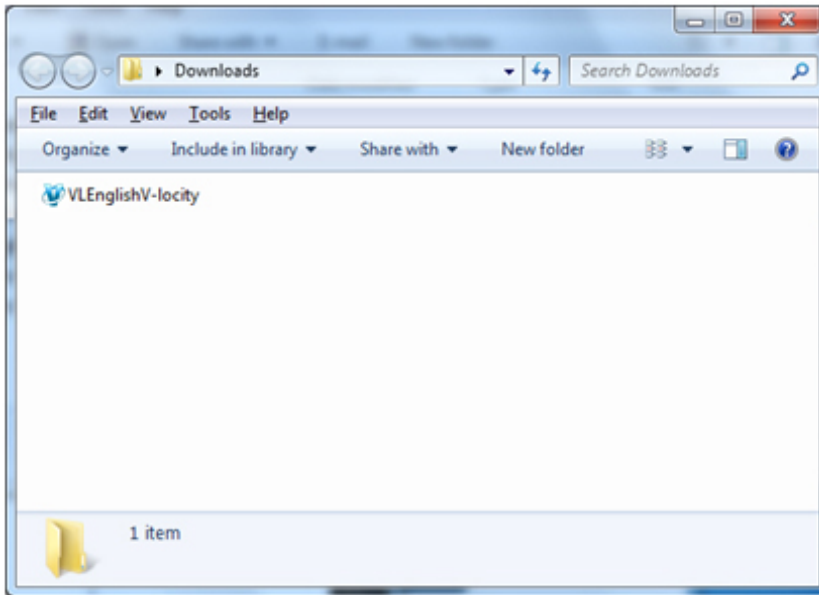 Downloads
Search Downloads
File Edit View Tools Help
Organize Include in library Share with New folder
VLEnglishV-locity
1 item